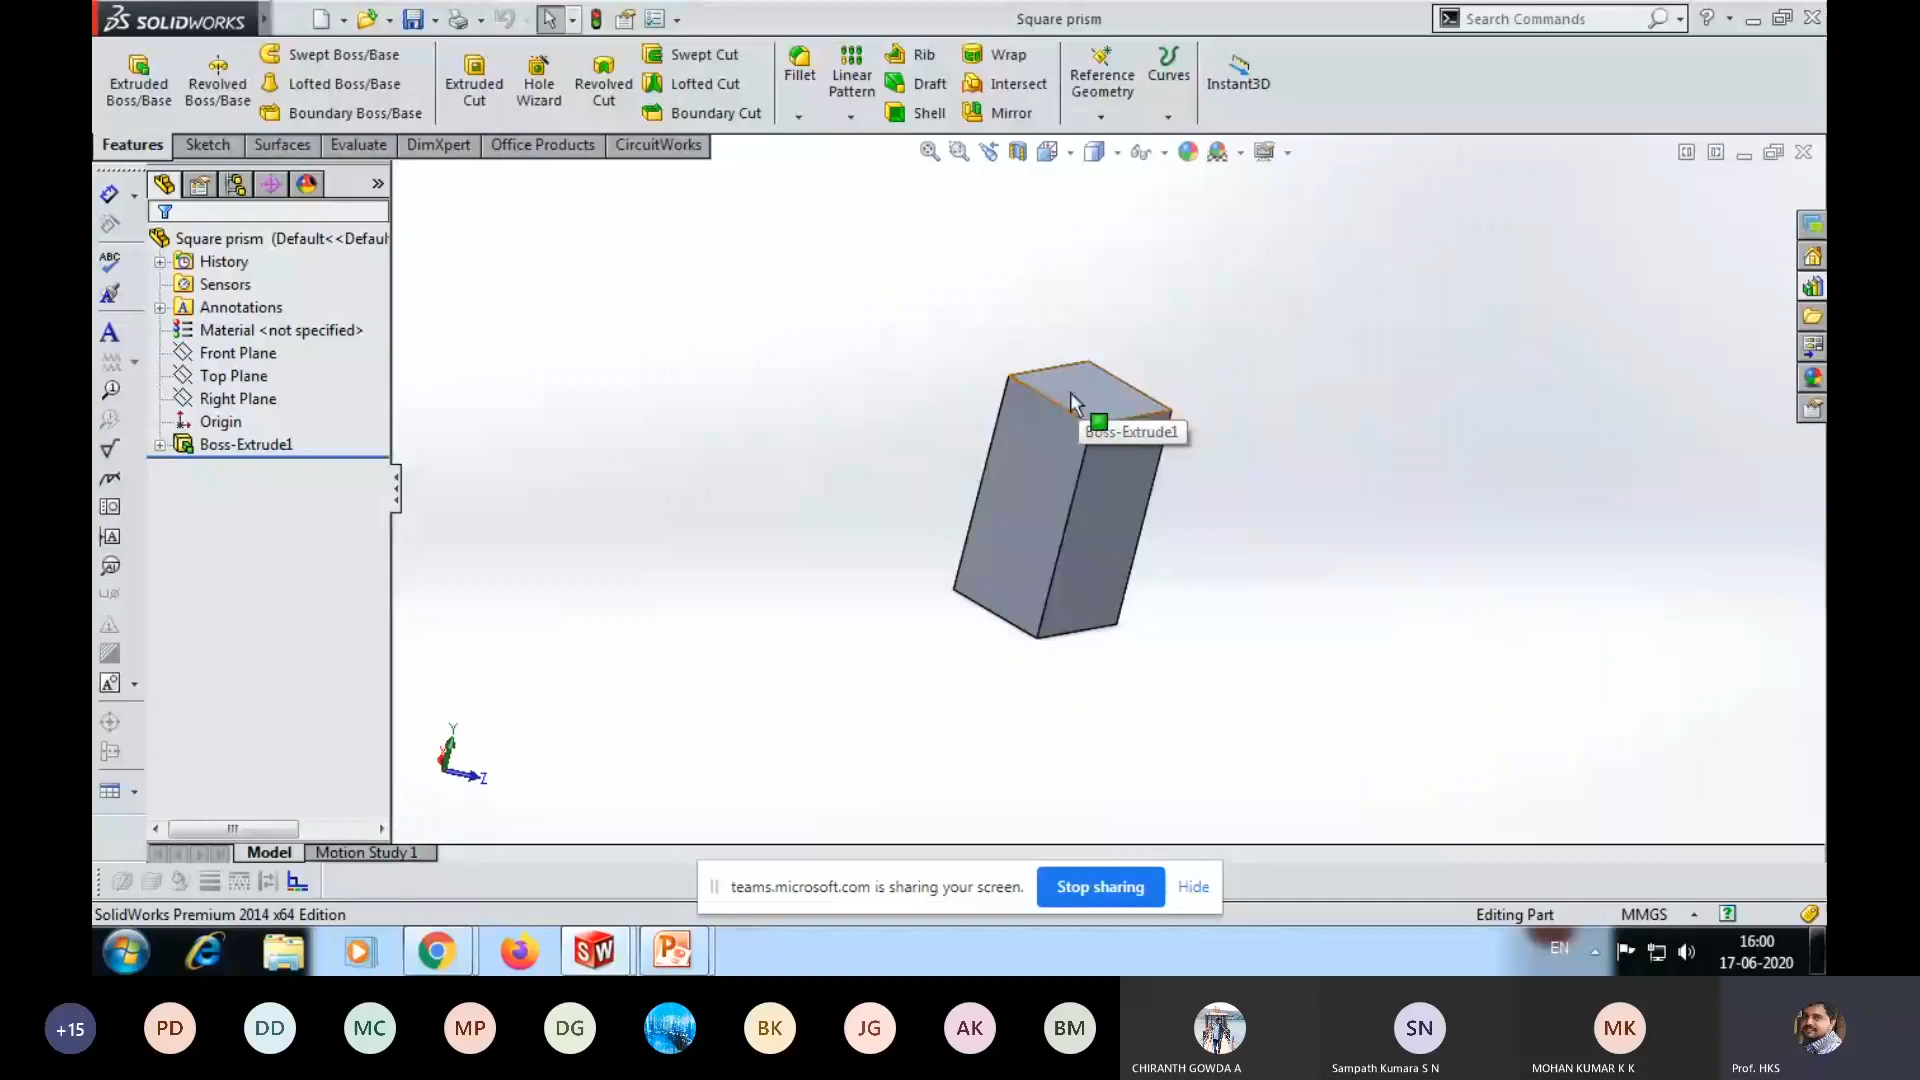 SOLIDWORKS
Square prism
Search Commands
Extruded Boss/Base
Revolved Boss/Base
Swept Boss/Base
Lofted Boss/Base
Boundary Boss/Base
Extruded Cut
Hole Wizard
Revolved Cut
Swept Cut
Lofted Cut
Boundary Cut
Fillet
Linear Pattern
Rib
Draft
Shell
Wrap
Intersect
Mirror
Reference Geometry
Curves
Instant3D
Features
Sketch
Surfaces
Evaluate
DimXpert
Office Products
CircuitWorks
Square prism (Default<<Defaul
History
Sensors
Annotations
Material <not specified>
Front Plane
Top Plane
Right Plane
Origin
Boss-Extrude1
Boss-Extrude1
Y
Z
Model
Motion Study 1
teams.microsoft.com is sharing your screen.
Stop sharing
Hide
SolidWorks Premium 2014 x64 Edition
Editing Part
MMGS
EN
16:00
17-06-2020
+15
PD
DD
MC
MP
DG
BK
JG
AK
BM
SN
MK
CHIRANTH GOWDA A
Sampath Kumara S N
MOHAN KUMAR K K
Prof. HKS